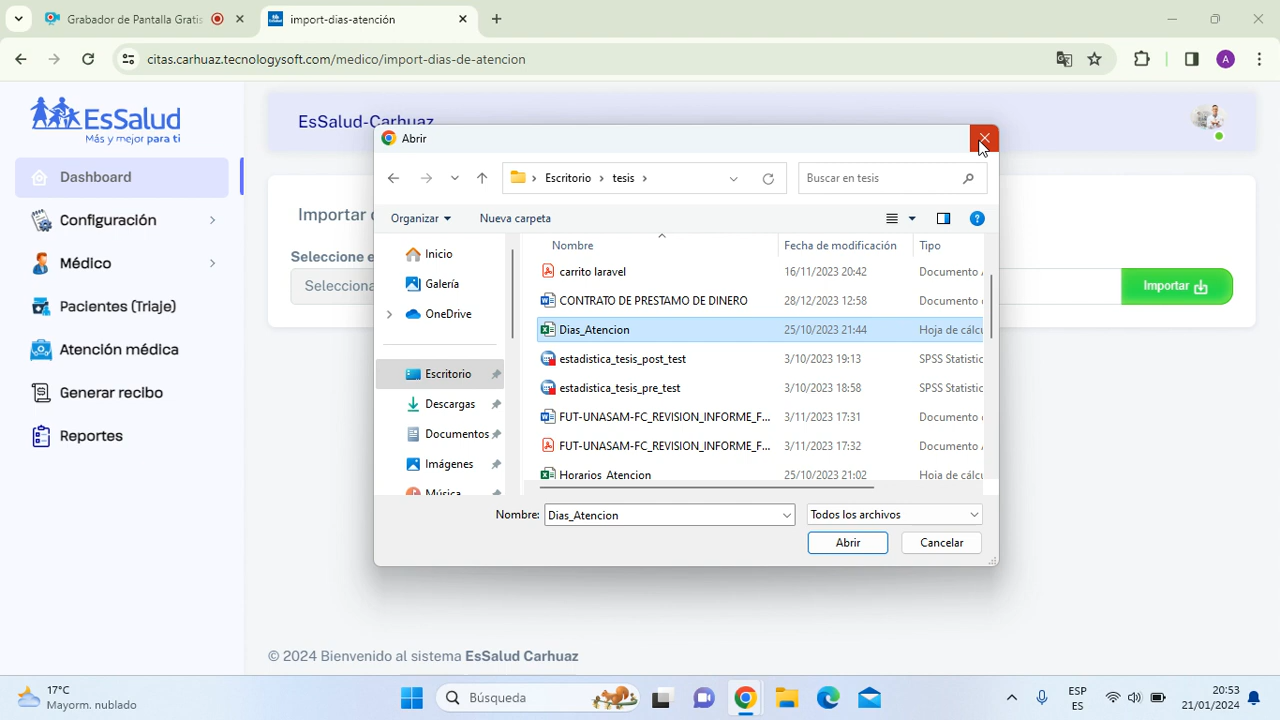 Grabador de Pantalla Gratis
import-dias-atención
citas.carhuaz.tecnologysoft.com/medico/import-dias-de-atencion
A
EsSalud
Más y mejor para ti
Dashboard
Configuración
Médico
Pacientes (Triaje)
Atención médica
Generar recibo
Reportes
EsSalud-Carhuaz
Importar
Seleccione e
Selecciona
Importar
Abrir
Escritorio
tesis
Buscar en tesis
Organizar
Nueva carpeta
Inicio
Galería
OneDrive
Escritorio
Descargas
Documentos
Imágenes
Música
Nombre Fecha de modificación Tipo
carrito laravel 16/11/2023 20:42 Documento
CONTRATO DE PRESTAMO DE DINERO 28/12/2023 12:58 Documento
Dias_Atencion 25/10/2023 21:44 Hoja de cálcu
estadistica_tesis_post_test 3/10/2023 19:13 SPSS Statistic
estadistica_tesis_pre_test 3/10/2023 18:58 SPSS Statistic
FUT-UNASAM-FC_REVISION_INFORME_F... 3/11/2023 17:31 Documento
FUT-UNASAM-FC_REVISION_INFORME_F... 3/11/2023 17:32 Documento
Horarios_Atencion 25/10/2023 21:02 Hoja de cálcu
Nombre: Dias_Atencion
Todos los archivos
Abrir
Cancelar
© 2024 Bienvenido al sistema EsSalud Carhuaz
17°C
Mayorm. nublado
Búsqueda
ESP
ES
20:53
21/01/2024